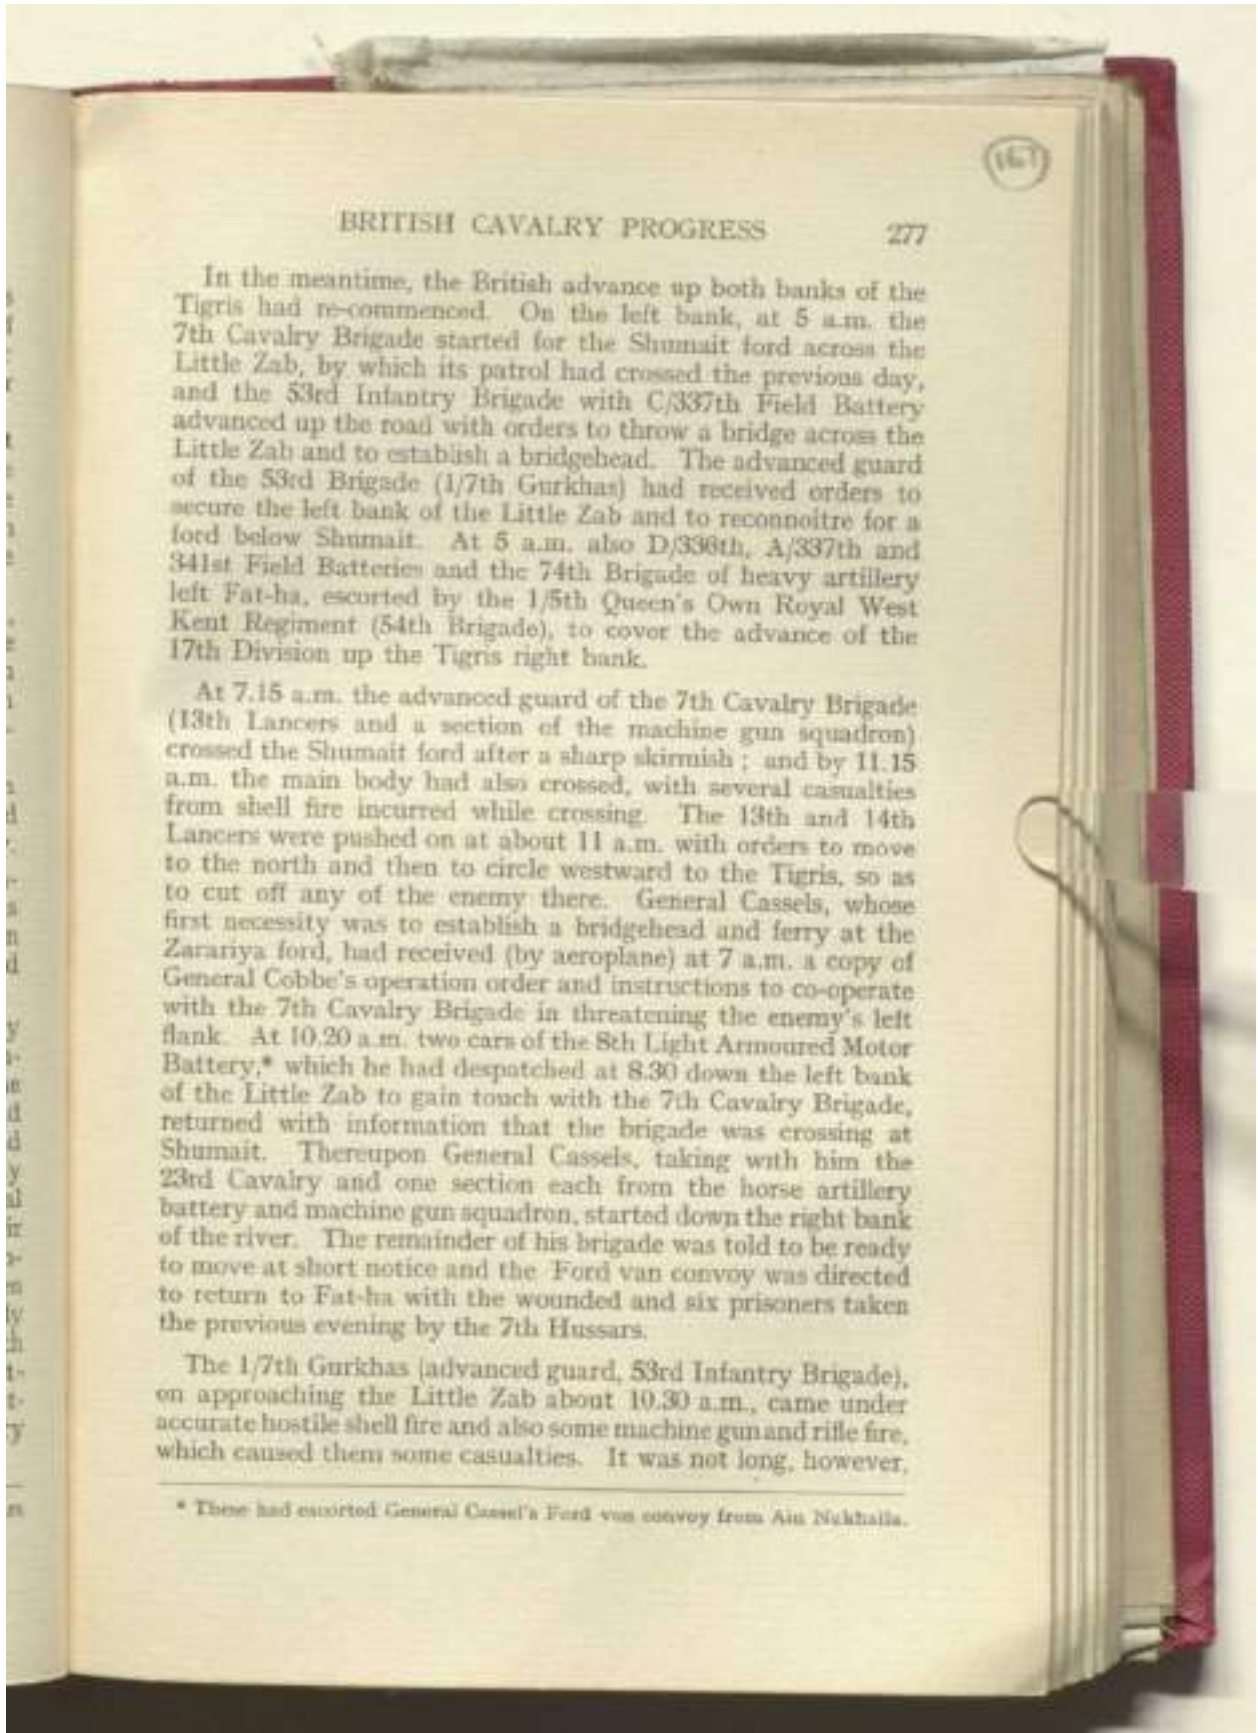 BRITISH CAVALRY PROGRESS 277
In the meantime, the British advance up both banks of the
Tigris had re-commenced. On the left bank, at 5 a.m. the
7th Cavalry Brigade started for the Shumait ford across the
Little Zab, by which its patrol had crossed the previous day,
and the 53rd Infantry Brigade with C/337th Field Battery
advanced up the road with orders to throw a bridge across the
Little Zab and to establish a bridgehead. The advanced guard
of the 53rd Brigade (1/7th Gurkhas) had received orders to
secure the left bank of the Little Zab and to reconnoitre for a
ford below Shumait. At 5 a.m. also D/336th, A/337th and
341st Field Batteries and the 74th Brigade of heavy artillery
left Fat-ha, escorted by the 1/5th Queen's Own Royal West
Kent Regiment (54th Brigade), to cover the advance of the
17th Division up the Tigris right bank.
At 7.15 a.m. the advanced guard of the 7th Cavalry Brigade
(13th Lancers and a section of the machine gun squadron)
crossed the Shumait ford after a sharp skirmish ; and by 11.15
a.m. the main body had also crossed, with several casualties
from shell fire incurred while crossing. The 13th and 14th
Lancers were pushed on at about 11 a.m. with orders to move
to the north and then to circle westward to the Tigris, so as
to cut off any of the enemy there. General Cassels, whose
first necessity was to establish a bridgehead and ferry at the
Zarariya ford, had received (by aeroplane) at 7 a.m. a copy of
General Cobbe's operation order and instructions to co-operate
with the 7th Cavalry Brigade in threatening the enemy's left
flank. At 10.20 a.m. two cars of the 8th Light Armoured Motor
Battery,* which he had despatched at 8.30 down the left bank
of the Little Zab to gain touch with the 7th Cavalry Brigade,
returned with information that the brigade was crossing at
Shumait. Thereupon General Cassels, taking with him the
23rd Cavalry and one section each from the horse artillery
battery and machine gun squadron, started down the right bank
of the river. The remainder of his brigade was told to be ready
to move at short notice and the Ford van convoy was directed
to return to Fat-ha with the wounded and six prisoners taken
the previous evening by the 7th Hussars.
The 1/7th Gurkhas (advanced guard, 53rd Infantry Brigade),
on approaching the Little Zab about 10.30 a.m., came under
accurate hostile shell fire and also some machine gun and rifle fire,
which caused them some casualties. It was not long, however,
* These had escorted General Cassel's Ford van convoy from Ain Nukhaila.